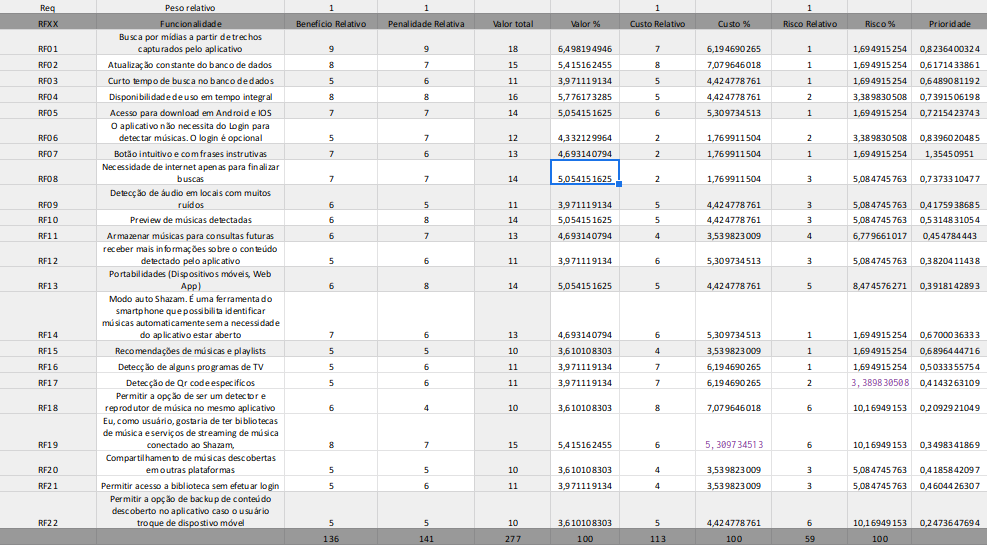 Req Peso relativo 1 1 1 1
RFXX Funcionalidade Benefício Relativo Penalidade Relativa Valor total Valor % Custo Relativo Custo % Risco Relativo Risco % Prioridade
Busca por mídias a partir de trechos
RF01 capturados pelo aplicativo 9 9 18 6,498194946 7 6,194690265 1 1,694915254 0,8236400324
RF02 Atualização constante do banco de dados 8 7 15 5,415162455 8 7,079646018 1 1,694915254 0,6171433861
RF03 Curto tempo de busca no banco de dados 5 6 11 3,971119134 5 4,424778761 1 1,694915254 0,6489081192
RF04 Disponibilidade de uso em tempo integral 8 8 16 5,776173285 5 4,424778761 2 3,389830508 0,7391506198
RF05 Acesso para download em Android e IOS 7 7 14 5,054151625 6 5,309734513 1 1,694915254 0,7215423743
O aplicativo não necessita do Login para
RF06 detectar músicas. O login é opcional 5 7 12 4,332129964 2 1,769911504 2 3,389830508 0,8396020485
RF07 Botão intuitivo e com frases instrutivas 7 6 13 4,693140794 2 1,769911504 1 1,694915254 1,35450951
Necessidade de internet apenas para finalizar
RF08 buscas 7 7 14 5,054151625 2 1,769911504 3 5,084745763 0,7373310477
Detecção de áudio em locais com muitos
RF09 ruídos 6 5 11 3,971119134 5 4,424778761 3 5,084745763 0,4175938685
RF10 Preview de músicas detectadas 6 8 14 5,054151625 5 4,424778761 3 5,084745763 0,5314831054
RF11 Armazenar músicas para consultas futuras 6 7 13 4,693140794 4 3,539823009 4 6,779661017 0,454784443
receber mais informações sobre o conteúdo
RF12 detectado pelo aplicativo 5 6 11 3,971119134 6 5,309734513 3 5,084745763 0,3820411438
Portabilidades (Dispositivos móveis, Web
RF13 App) 6 8 14 5,054151625 5 4,424778761 5 8,474576271 0,3918142893
Modo auto Shazam. É uma ferramenta do
smartphone que possibilita identificar
músicas automaticamente sem a necessidade
RF14 do aplicativo estar aberto 7 6 13 4,693140794 6 5,309734513 1 1,694915254 0,6700036333
RF15 Recomendações de músicas e playlists 5 5 10 3,610108303 4 3,539823009 1 1,694915254 0,6896444716
RF16 Detecção de alguns programas de TV 5 6 11 3,971119134 7 6,194690265 1 1,694915254 0,5033355754
RF17 Detecção de Qr code especificos 5 6 11 3,971119134 7 6,194690265 2 3,389830508 0,4143263109
Permitir a opção de ser um detector e
RF18 reprodutor de música no mesmo aplicativo 6 4 10 3,610108303 8 7,079646018 6 10,16949153 0,2092921049
Eu, como usuário, gostaria de ter bibliotecas
de música e serviços de streaming de música
RF19 conectado ao Shazam, 8 7 15 5,415162455 6 5,309734513 6 10,16949153 0,3498341869
Compartilhamento de músicas descobertas
RF20 em outras plataformas 5 5 10 3,610108303 4 3,539823009 3 5,084745763 0,4185842097
RF21 Permitir acesso a biblioteca sem efetuar login 5 6 11 3,971119134 4 3,539823009 3 5,084745763 0,4604426307
Permitir a opção de backup de conteúdo
descoberto no aplicativo caso o usuário
RF22 troque de dispostivo móvel 5 5 10 3,610108303 5 4,424778761 6 10,16949153 0,2473647694
136 141 277 100 113 100 59 100